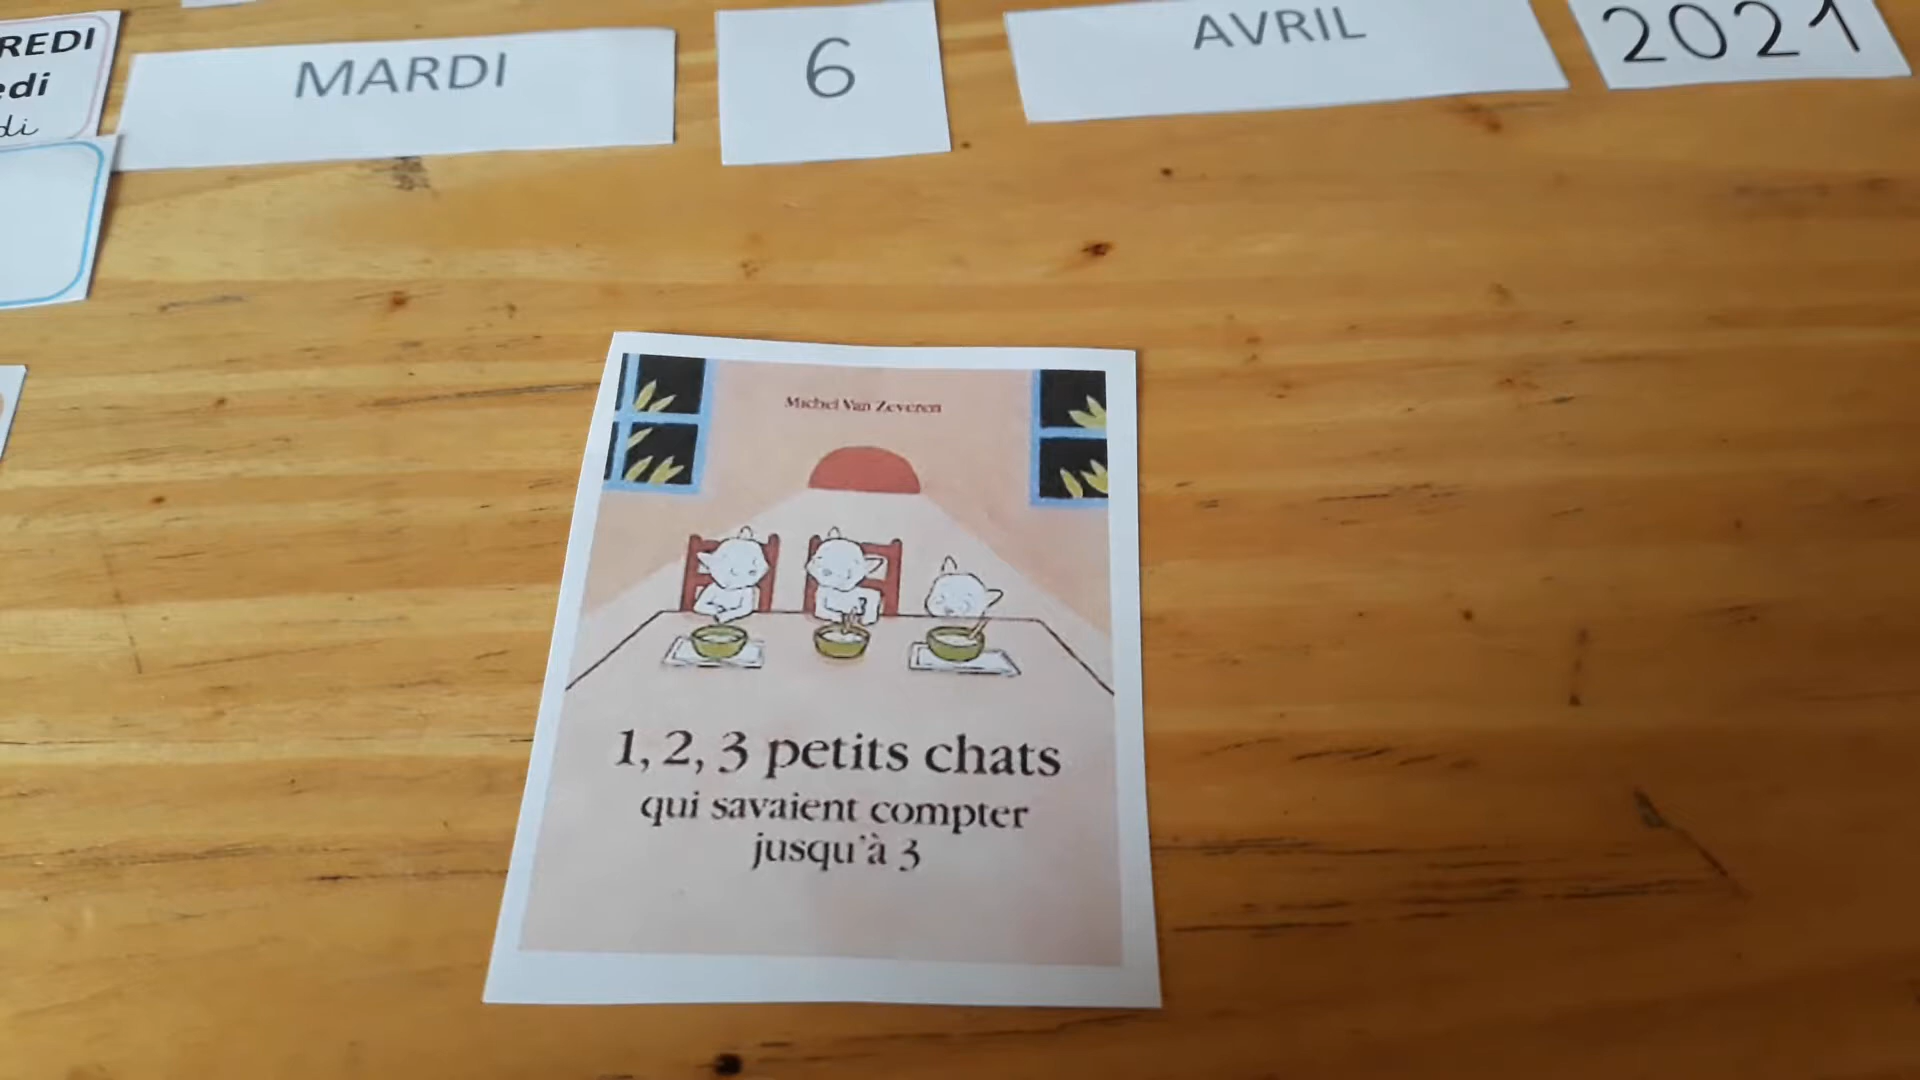 REDI
edi
di
MARDI
6
AVRIL
2021
Michel Van Zeveren
1, 2, 3 petits chats
qui savaient compter
jusqu'à 3